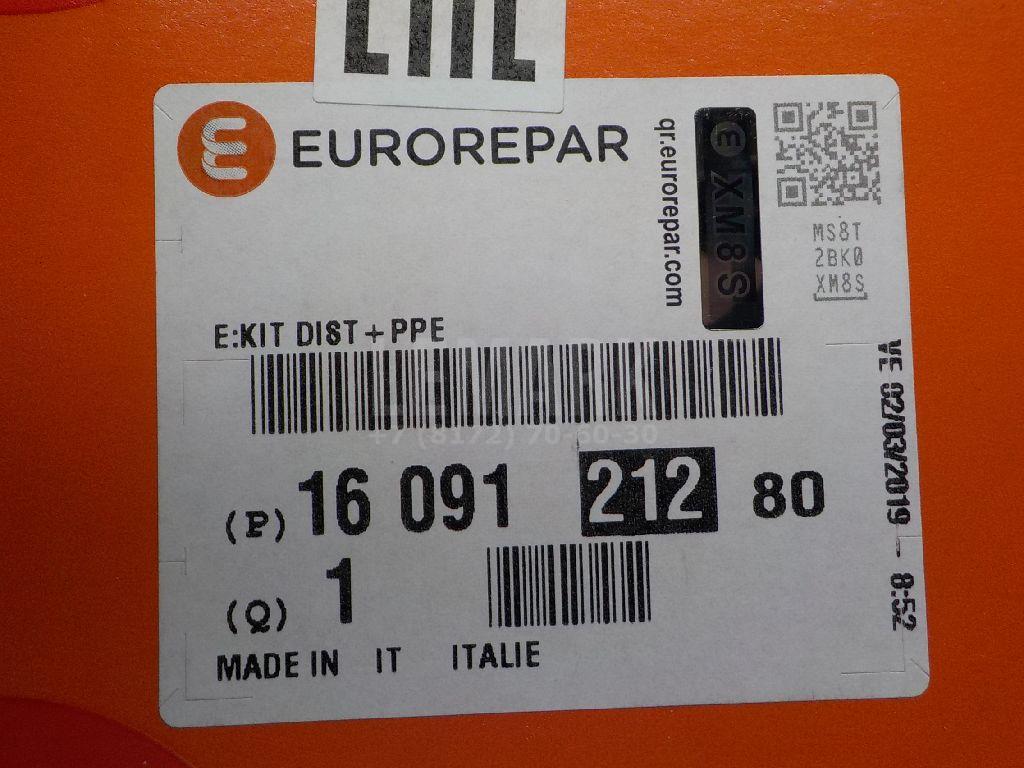 EUROREPAR
qr.eurorepar.com
XM8S
MS8T
2BK0
XM8S
E:KIT DIST+PPE
+7 (8172) 70-60-30
(P) 16 091 212 80
(Q) 1
MADE IN IT ITALIE
VE 02/03/2019 - 8:52